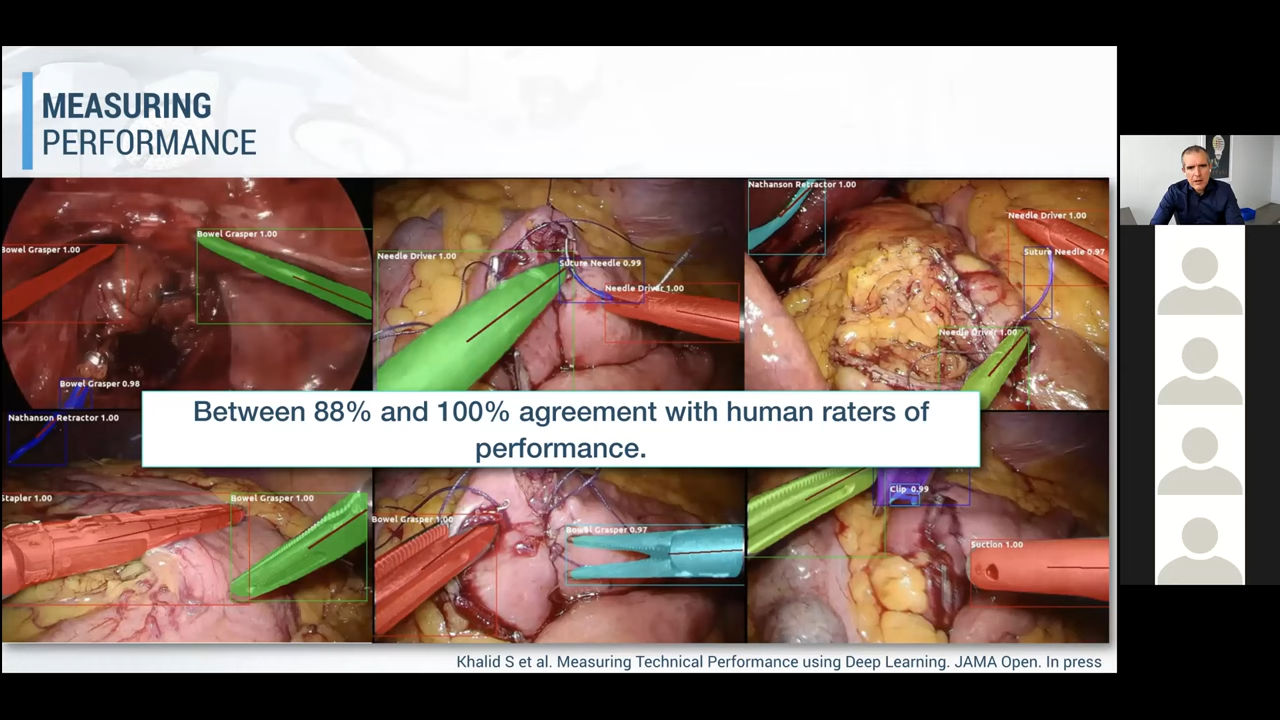 MEASURING
PERFORMANCE
Bowel Grasper 1.00
Bowel Grasper 1.00
Bowel Grasper 0.98
Needle Driver 1.00
Suture Needle 0.99
Needle Driver 1.00
Nathanson Retractor 1.00
Needle Driver 1.00
Suture Needle 0.97
Needle Driver 1.00
Between 88% and 100% agreement with human raters of
performance.
Nathanson Retractor 1.00
Stapler 1.00
Bowel Grasper 1.00
Bowel Grasper 1.00
Bowel Grasper 0.97
Clip 0.99
Suction 1.00
Khalid S et al. Measuring Technical Performance using Deep Learning. JAMA Open. In press